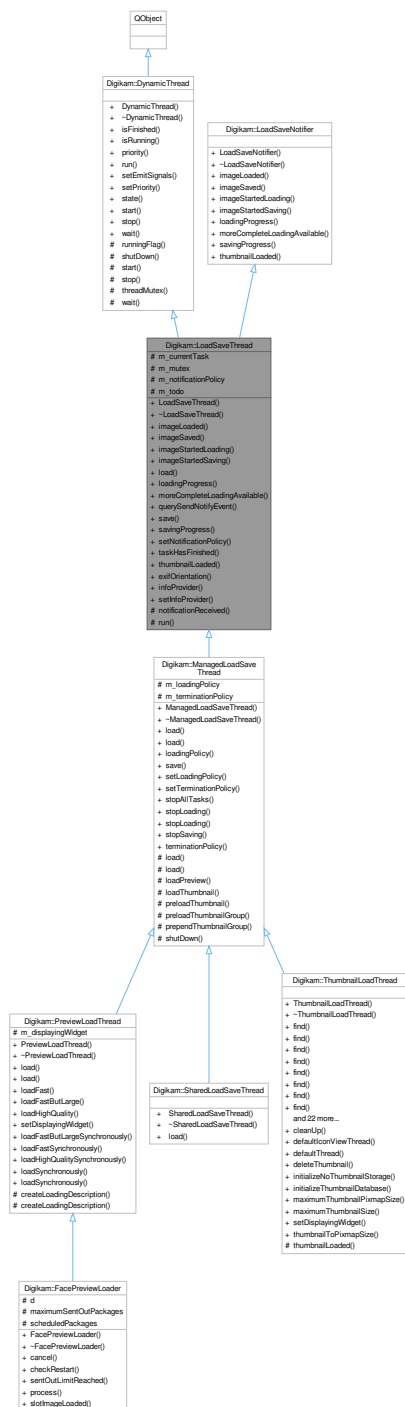 QObject
Digikam::DynamicThread
+ DynamicThread()
+ ~DynamicThread()
+ isFinished()
+ isRunning()
+ priority()
+ run()
+ setEmitSignals()
+ setPriority()
+ state()
+ start()
+ stop()
+ wait()
# runningFlag()
# shutDown()
# start()
# stop()
# threadMutex()
# wait()
Digikam::LoadSaveNotifier
+ LoadSaveNotifier()
+ ~LoadSaveNotifier()
+ imageLoaded()
+ imageSaved()
+ imageStartedLoading()
+ imageStartedSaving()
+ loadingProgress()
+ moreCompleteLoadingAvailable()
+ savingProgress()
+ thumbnailLoaded()
Digikam::LoadSaveThread
# m_currentTask
# m_mutex
# m_notificationPolicy
# m_todo
+ LoadSaveThread()
+ ~LoadSaveThread()
+ imageLoaded()
+ imageSaved()
+ imageStartedLoading()
+ imageStartedSaving()
+ load()
+ loadingProgress()
+ moreCompleteLoadingAvailable()
+ querySendNotifyEvent()
+ save()
+ savingProgress()
+ setNotificationPolicy()
+ taskHasFinished()
+ thumbnailLoaded()
+ exifOrientation()
+ infoProvider()
+ setInfoProvider()
# notificationReceived()
# run()
Digikam::ManagedLoadSave
Thread
# m_loadingPolicy
# m_terminationPolicy
+ ManagedLoadSaveThread()
+ ~ManagedLoadSaveThread()
+ load()
+ load()
+ loadingPolicy()
+ save()
+ setLoadingPolicy()
+ setTerminationPolicy()
+ stopAllTasks()
+ stopLoading()
+ stopLoading()
+ stopSaving()
+ terminationPolicy()
# load()
# load()
# loadPreview()
# loadThumbnail()
# preloadThumbnail()
# preloadThumbnailGroup()
# prependThumbnailGroup()
# shutDown()
Digikam::PreviewLoadThread
# m_displayingWidget
+ PreviewLoadThread()
+ ~PreviewLoadThread()
+ load()
+ load()
+ loadFast()
+ loadFastButLarge()
+ loadHighQuality()
+ setDisplayingWidget()
+ loadFastButLargeSynchronously()
+ loadFastSynchronously()
+ loadHighQualitySynchronously()
+ loadSynchronously()
+ loadSynchronously()
# createLoadingDescription()
# createLoadingDescription()
Digikam::SharedLoadSaveThread
+ SharedLoadSaveThread()
+ ~SharedLoadSaveThread()
+ load()
Digikam::ThumbnailLoadThread
+ ThumbnailLoadThread()
+ ~ThumbnailLoadThread()
+ find()
+ find()
+ find()
+ find()
+ find()
+ find()
+ find()
+ find()
and 22 more...
+ cleanUp()
+ defaultIconViewThread()
+ defaultThread()
+ deleteThumbnail()
+ initializeNoThumbnailStorage()
+ initializeThumbnailDatabase()
+ maximumThumbnailPixmapSize()
+ maximumThumbnailSize()
+ setDisplayingWidget()
+ thumbnailToPixmapSize()
# thumbnailLoaded()
Digikam::FacePreviewLoader
# d
# maximumSentOutPackages
# scheduledPackages
+ FacePreviewLoader()
+ ~FacePreviewLoader()
+ cancel()
+ checkRestart()
+ sentOutLimitReached()
+ process()
+ slotImageLoaded()